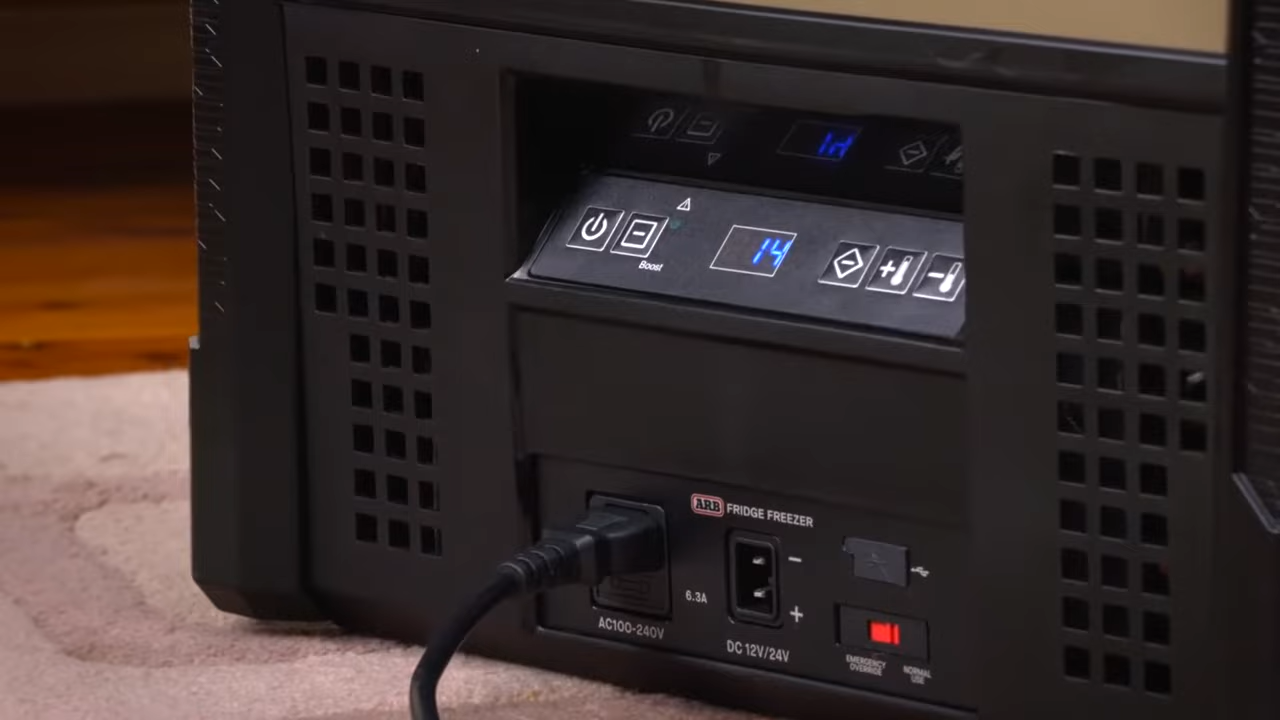 14
Boost
ARB FRIDGE FREEZER
6.3A
AC100-240V
DC 12V/24V
EMERGENCY OVERRIDE
NORMAL USE